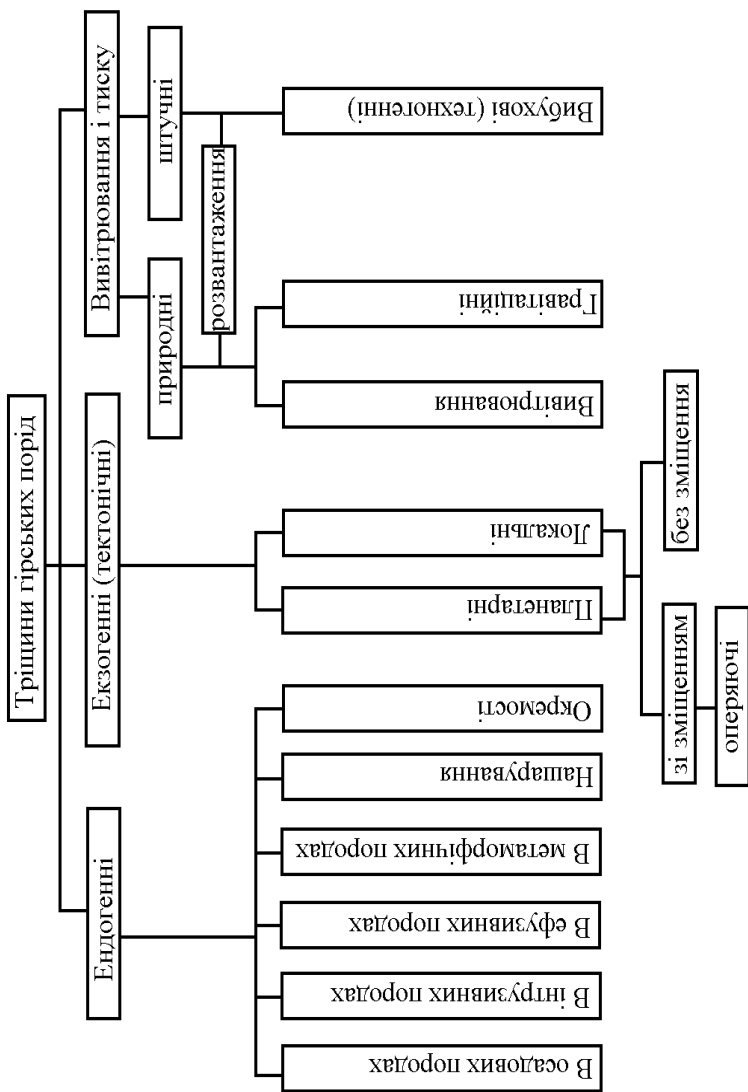 Тріщини гірських порід
Ендогенні
Екзогенні (тектонічні)
Вивітрювання і тиску
природні
штучні
розвантаження
В осадових породах
В інтрузивних породах
В ефузивних породах
В метаморфічних породах
Нашарування
Окремості
Планетарні
Локальні
Вивітрювання
Гравітаційні
Вибухові (техногенні)
зі зміщенням
без зміщення
оперяючі